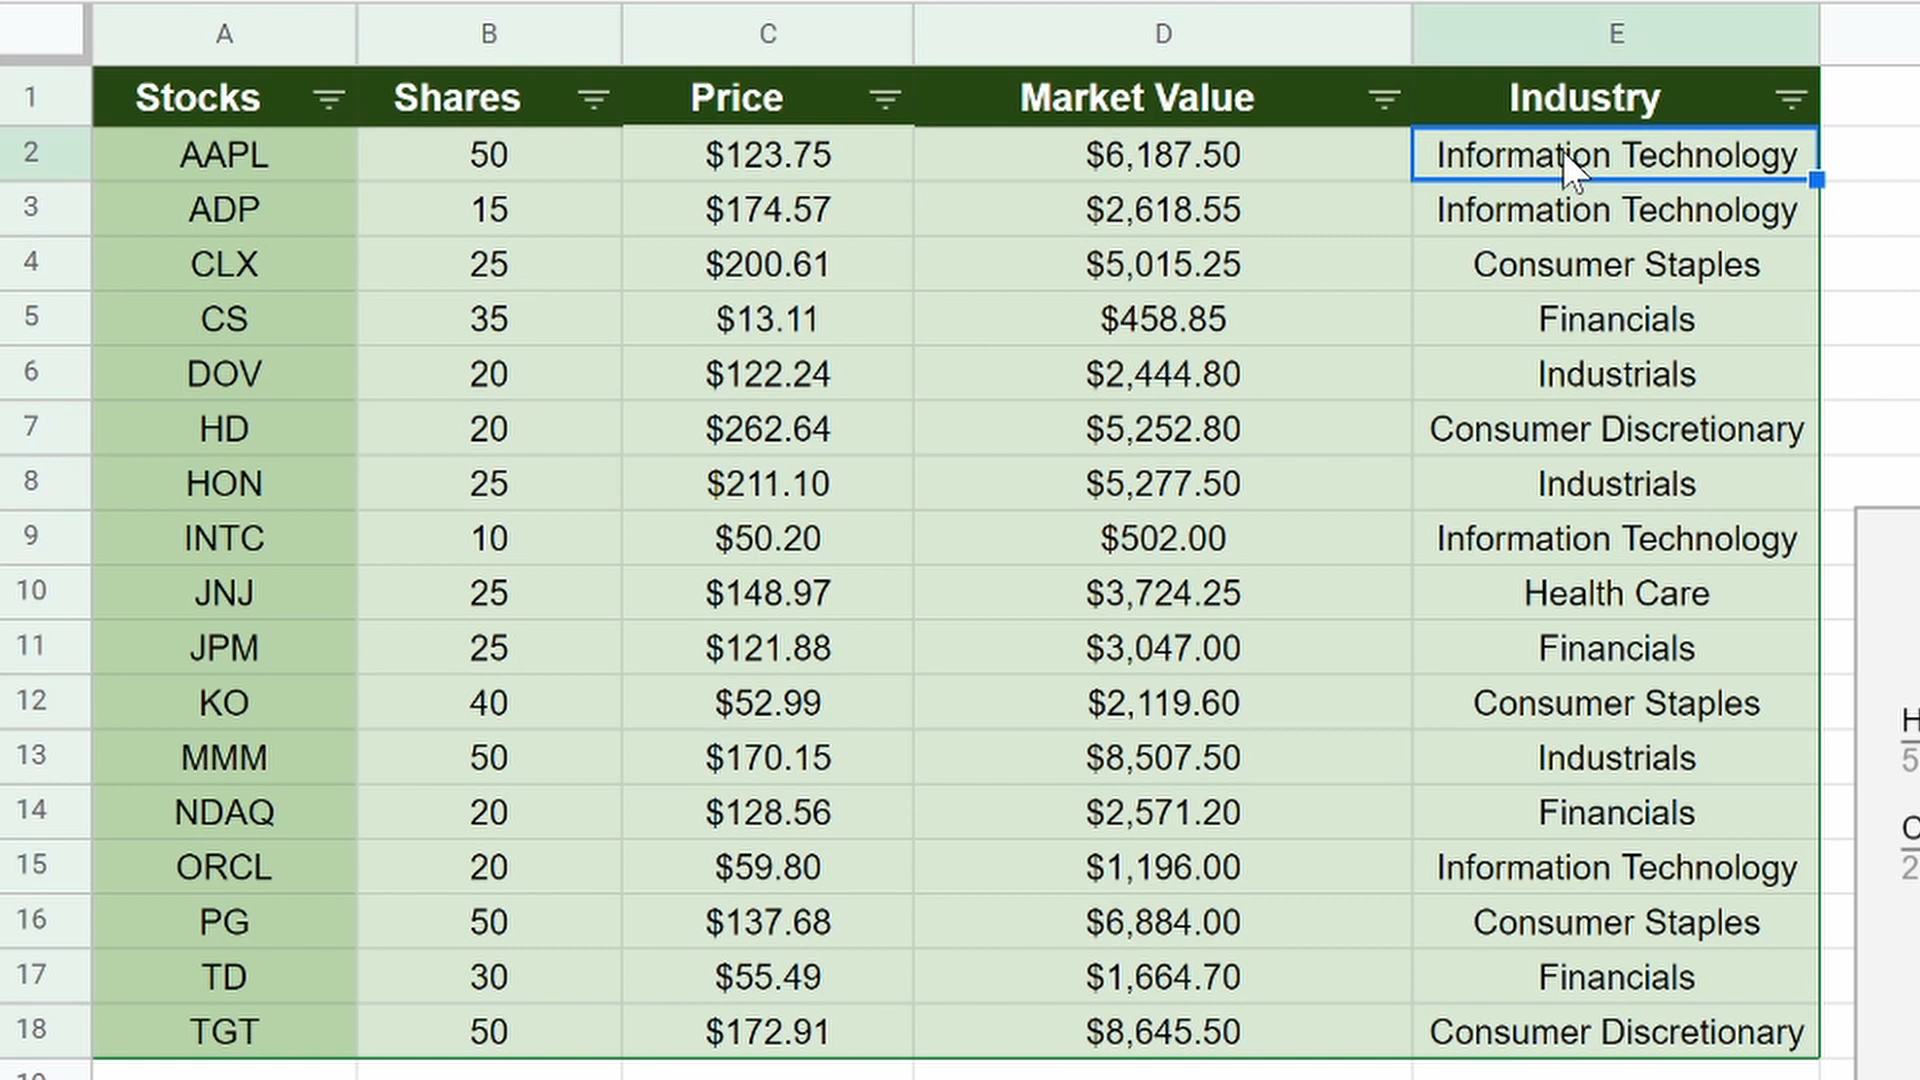 A B C D E
1 Stocks Shares Price Market Value Industry
2 AAPL 50 $123.75 $6,187.50 Information Technology
3 ADP 15 $174.57 $2,618.55 Information Technology
4 CLX 25 $200.61 $5,015.25 Consumer Staples
5 CS 35 $13.11 $458.85 Financials
6 DOV 20 $122.24 $2,444.80 Industrials
7 HD 20 $262.64 $5,252.80 Consumer Discretionary
8 HON 25 $211.10 $5,277.50 Industrials
9 INTC 10 $50.20 $502.00 Information Technology
10 JNJ 25 $148.97 $3,724.25 Health Care
11 JPM 25 $121.88 $3,047.00 Financials
12 KO 40 $52.99 $2,119.60 Consumer Staples
13 MMM 50 $170.15 $8,507.50 Industrials
14 NDAQ 20 $128.56 $2,571.20 Financials
15 ORCL 20 $59.80 $1,196.00 Information Technology
16 PG 50 $137.68 $6,884.00 Consumer Staples
17 TD 30 $55.49 $1,664.70 Financials
18 TGT 50 $172.91 $8,645.50 Consumer Discretionary